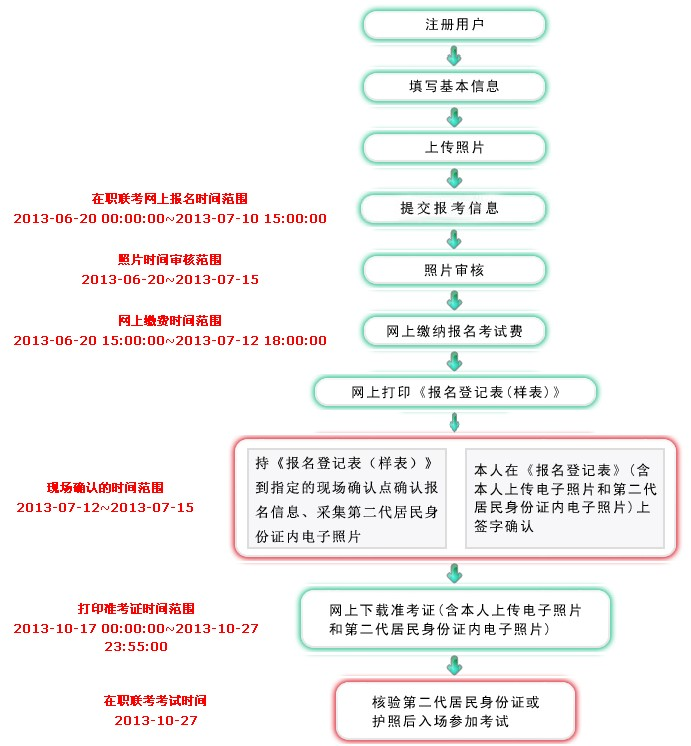 注册用户
填写基本信息
上传照片
在职联考网上报名时间范围
2013-06-20 00:00:00~2013-07-10 15:00:00
提交报考信息
照片时间审核范围
2013-06-20~2013-07-15
照片审核
网上缴费时间范围
2013-06-20 15:00:00~2013-07-12 18:00:00
网上缴纳报名考试费
网上打印《报名登记表(样表)》
现场确认的时间范围
2013-07-12~2013-07-15
持《报名登记表（样表）》
到指定的现场确认点确认报
名信息、采集第二代居民身
份证内电子照片
本人在《报名登记表》(含
本人上传电子照片和第二代
居民身份证内电子照片)上
签字确认
打印准考证时间范围
2013-10-17 00:00:00~2013-10-27
23:55:00
网上下载准考证(含本人上传电子照片
和第二代居民身份证内电子照片)
在职联考考试时间
2013-10-27
核验第二代居民身份证或
护照后入场参加考试